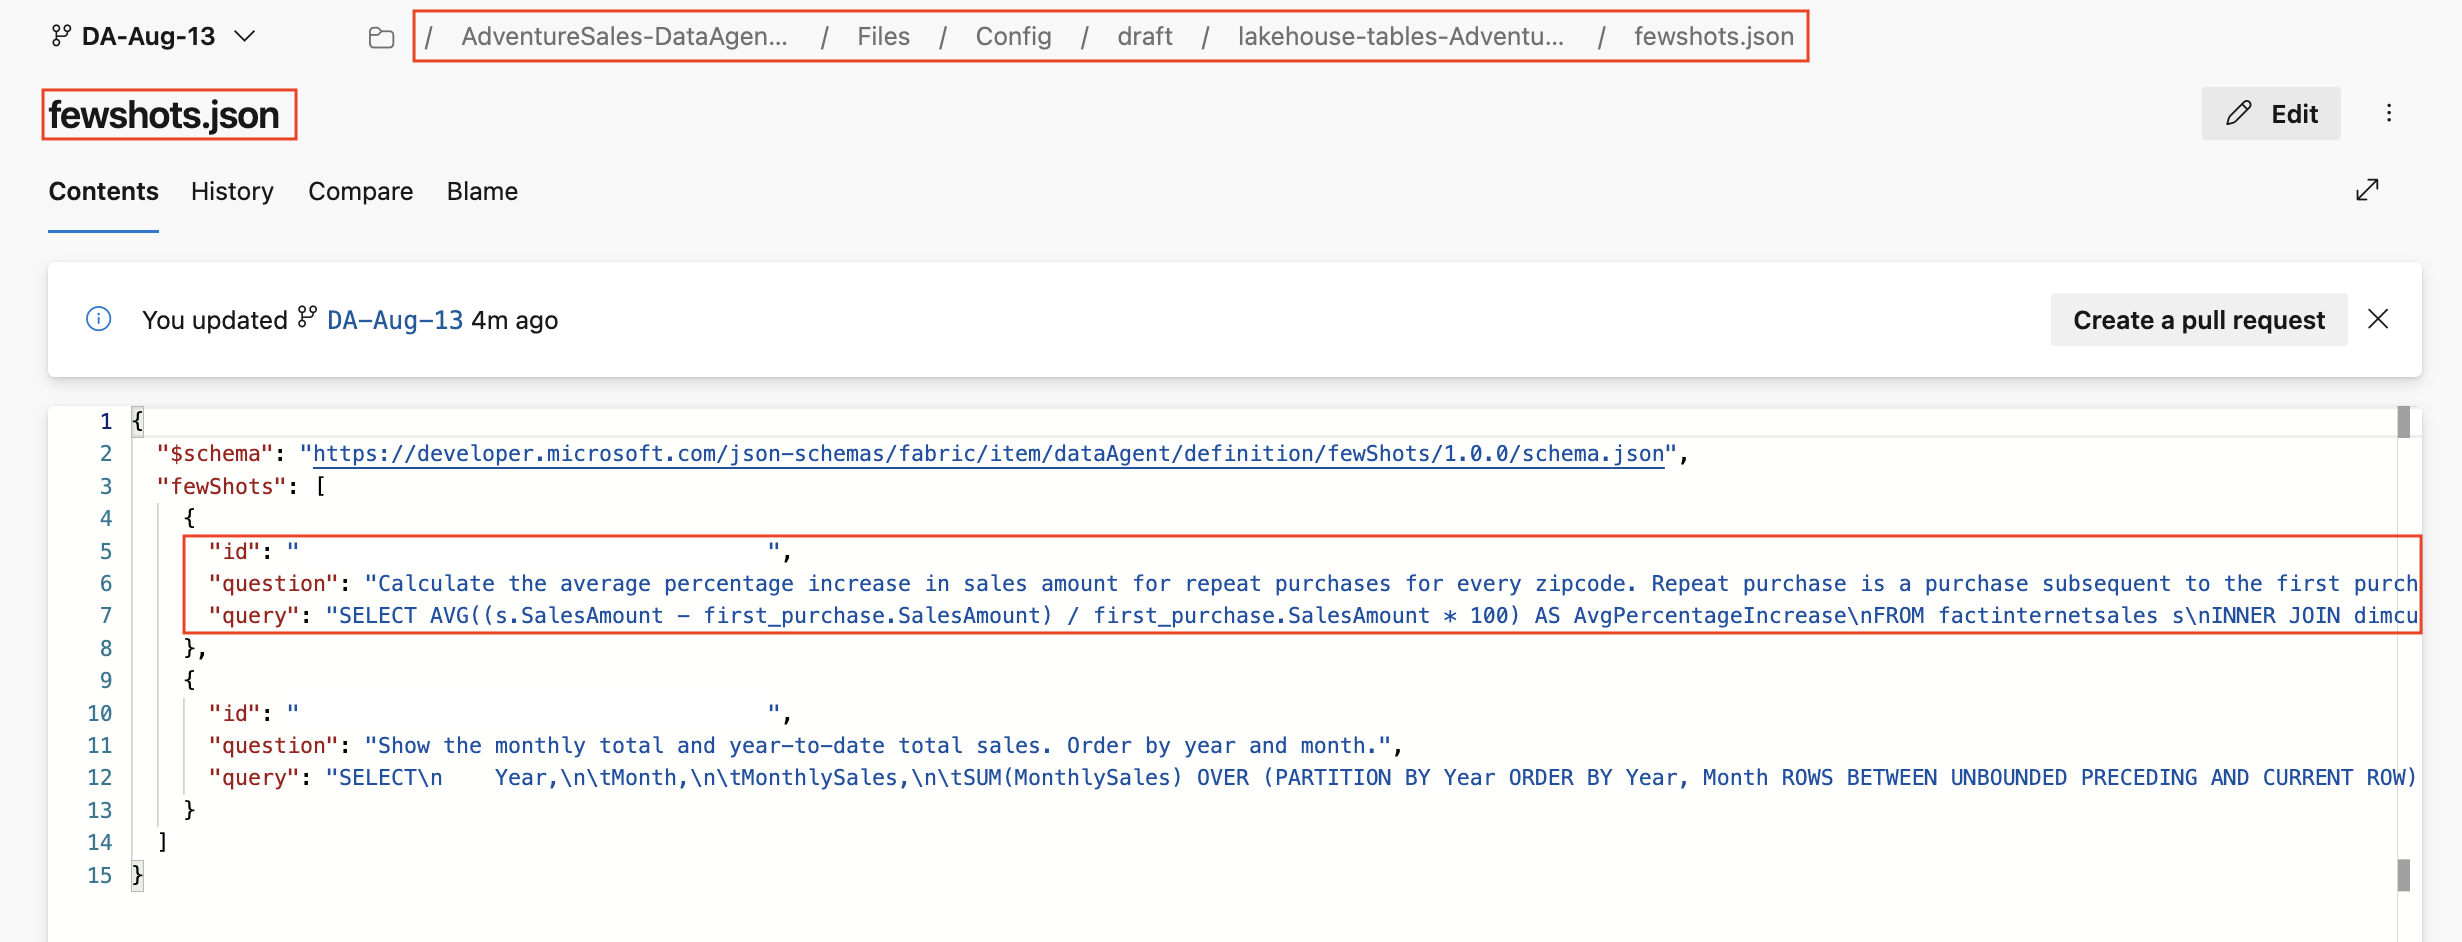 DA-Aug-13 / AdventureSales-DataAgen... / Files / Config / draft / lakehouse-tables-Adventu... / fewshots.json
fewshots.json
Edit
Contents History Compare Blame
You updated DA-Aug-13 4m ago
Create a pull request
1 {
2 "$schema": "https://developer.microsoft.com/json-schemas/fabric/item/dataAgent/definition/fewShots/1.0.0/schema.json",
3 "fewShots": [
4 {
5 "id": " ",
6 "question": "Calculate the average percentage increase in sales amount for repeat purchases for every zipcode. Repeat purchase is a purchase subsequent to the first purch
7 "query": "SELECT AVG((s.SalesAmount - first_purchase.SalesAmount) / first_purchase.SalesAmount * 100) AS AvgPercentageIncrease\nFROM factinternetsales s\nINNER JOIN dimcu
8 },
9 {
10 "id": " ",
11 "question": "Show the monthly total and year-to-date total sales. Order by year and month.",
12 "query": "SELECT\n    Year,\n\tMonth,\n\tMonthlySales,\n\tSUM(MonthlySales) OVER (PARTITION BY Year ORDER BY Year, Month ROWS BETWEEN UNBOUNDED PRECEDING AND CURRENT ROW)
13 }
14 ]
15 }